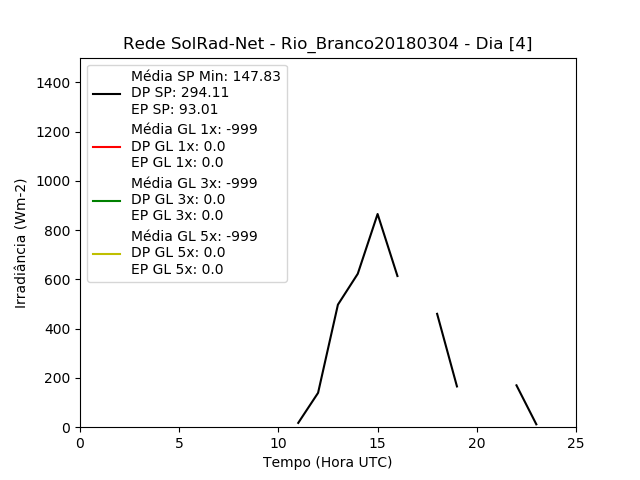 Rede SolRad-Net - Rio_Branco20180304 - Dia [4]
Média SP Min: 147.83
DP SP: 294.11
EP SP: 93.01
Média GL 1x: -999
DP GL 1x: 0.0
EP GL 1x: 0.0
Média GL 3x: -999
DP GL 3x: 0.0
EP GL 3x: 0.0
Média GL 5x: -999
DP GL 5x: 0.0
EP GL 5x: 0.0
1400
1200
1000
800
600
400
200
0
Irradiância (Wm-2)
0 5 10 15 20 25
Tempo (Hora UTC)